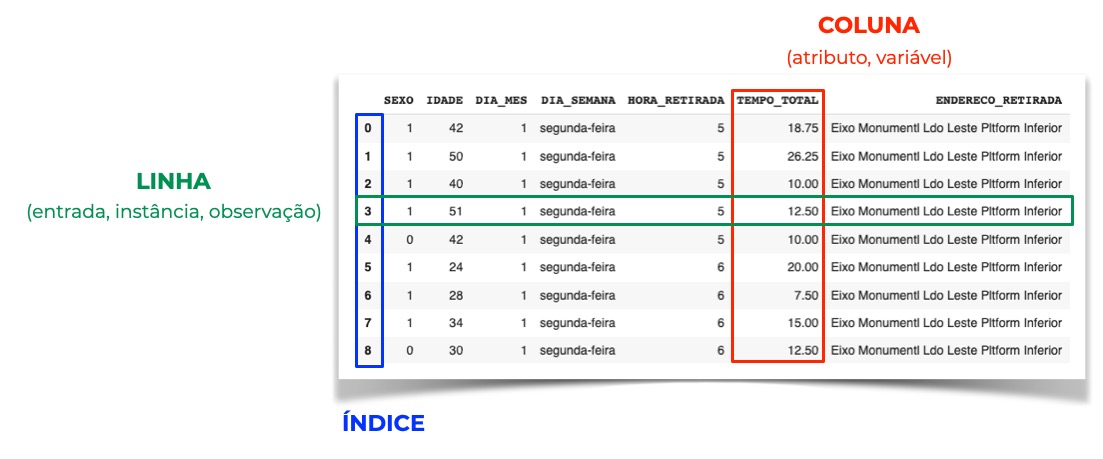 COLUNA
(atributo, variável)
SEXO IDADE DIA_MES DIA_SEMANA HORA_RETIRADA TEMPO_TOTAL ENDERECO_RETIRADA
0 1 42 1 segunda-feira 5 18.75 Eixo Monumentl Ldo Leste Pltform Inferior
1 1 50 1 segunda-feira 5 26.25 Eixo Monumentl Ldo Leste Pltform Inferior
2 1 40 1 segunda-feira 5 10.00 Eixo Monumentl Ldo Leste Pltform Inferior
LINHA
(entrada, instância, observação)
3 1 51 1 segunda-feira 5 12.50 Eixo Monumentl Ldo Leste Pltform Inferior
4 0 42 1 segunda-feira 5 10.00 Eixo Monumentl Ldo Leste Pltform Inferior
5 1 24 1 segunda-feira 6 20.00 Eixo Monumentl Ldo Leste Pltform Inferior
6 1 28 1 segunda-feira 6 7.50 Eixo Monumentl Ldo Leste Pltform Inferior
7 1 34 1 segunda-feira 6 15.00 Eixo Monumentl Ldo Leste Pltform Inferior
8 0 30 1 segunda-feira 6 12.50 Eixo Monumentl Ldo Leste Pltform Inferior
ÍNDICE